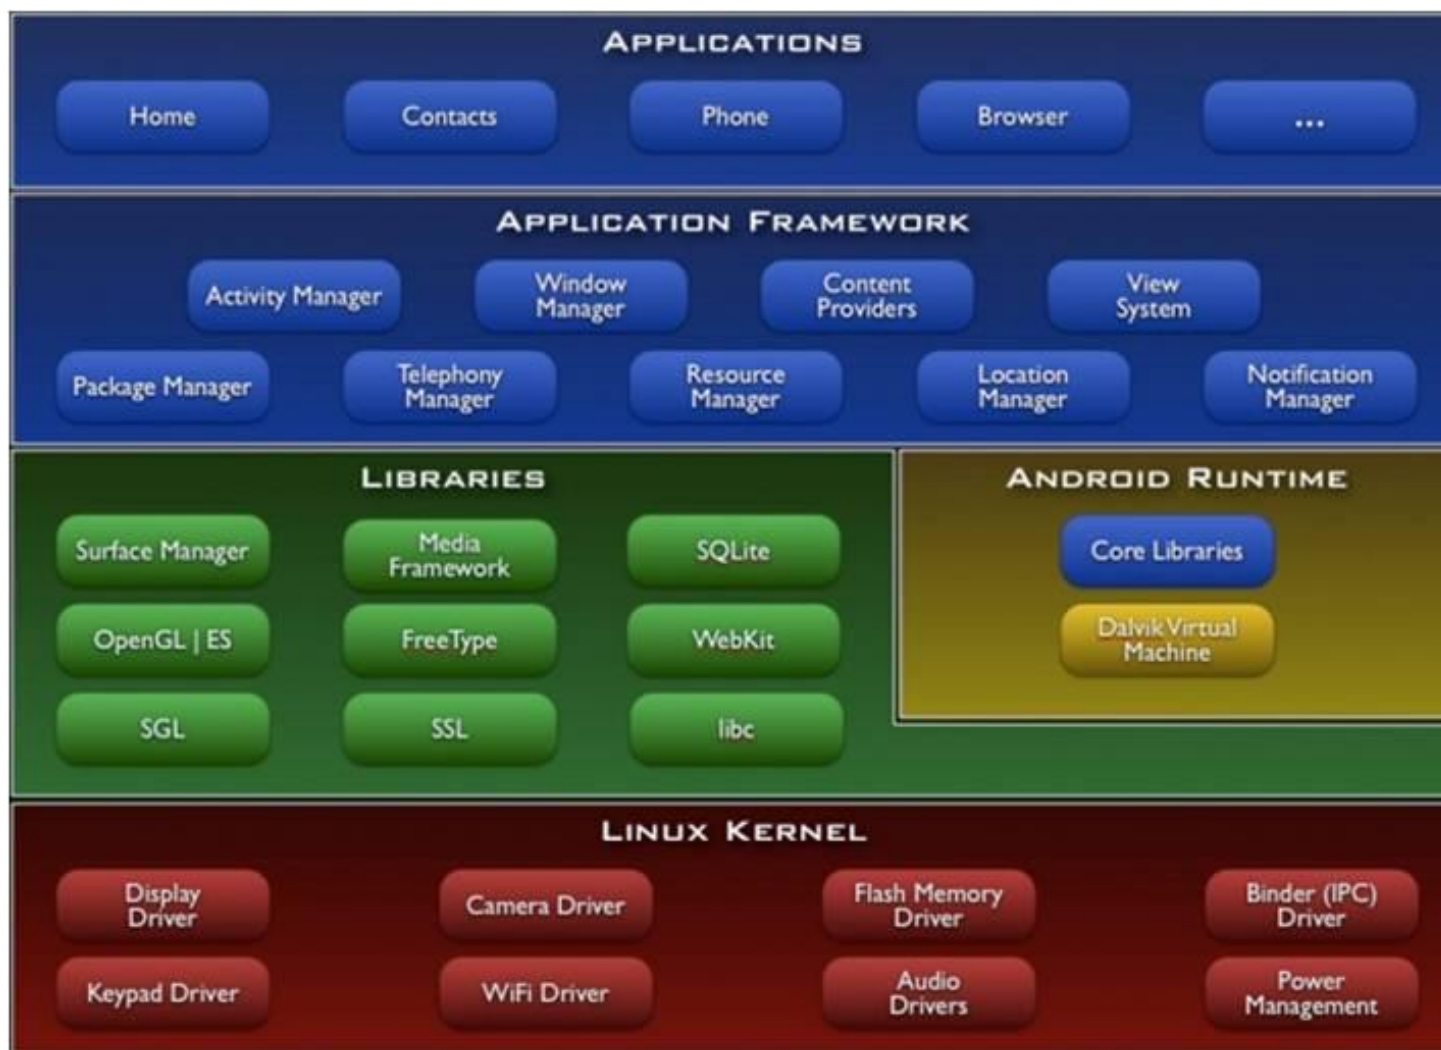 APPLICATIONS
Home
Contacts
Phone
Browser
...
APPLICATION FRAMEWORK
Activity Manager
Window
Manager
Content
Providers
View
System
Package Manager
Telephony
Manager
Resource
Manager
Location
Manager
Notification
Manager
LIBRARIES
Surface Manager
Media
Framework
SQLite
OpenGL | ES
FreeType
WebKit
SGL
SSL
libc
ANDROID RUNTIME
Core Libraries
Dalvik Virtual
Machine
LINUX KERNEL
Display
Driver
Camera Driver
Flash Memory
Driver
Binder (IPC)
Driver
Keypad Driver
WiFi Driver
Audio
Drivers
Power
Management